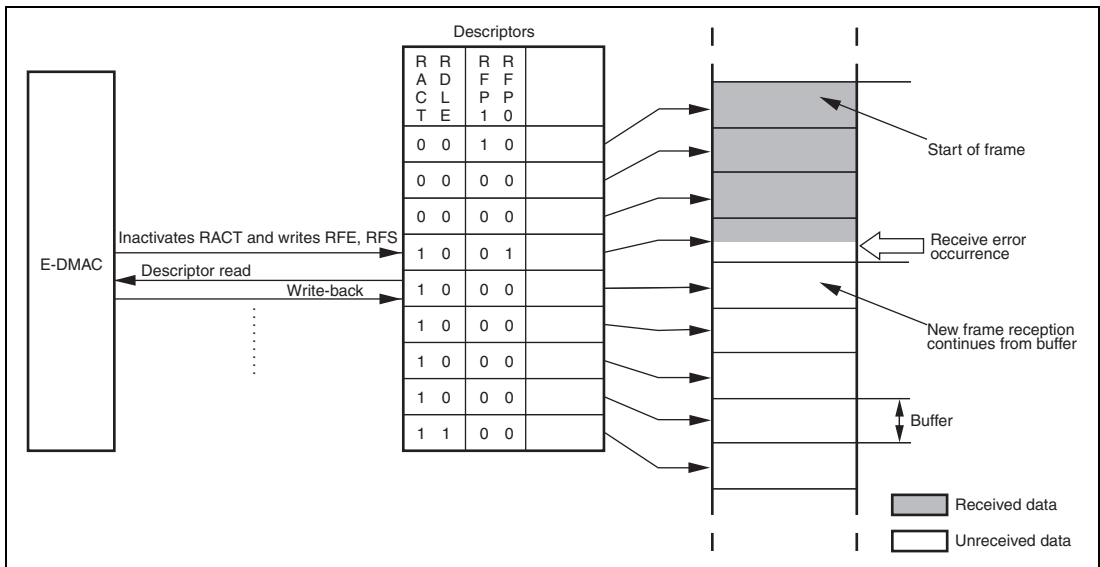 Descriptors
R R R R
A D F F
C L P P
T E 1 0
0 0 1 0
0 0 0 0
0 0 0 0
1 0 0 1
1 0 0 0
1 0 0 0
1 0 0 0
1 0 0 0
1 1 0 0
E-DMAC
Inactivates RACT and writes RFE, RFS
Descriptor read
Write-back
Start of frame
Receive error
occurrence
New frame reception
continues from buffer
Buffer
Received data
Unreceived data